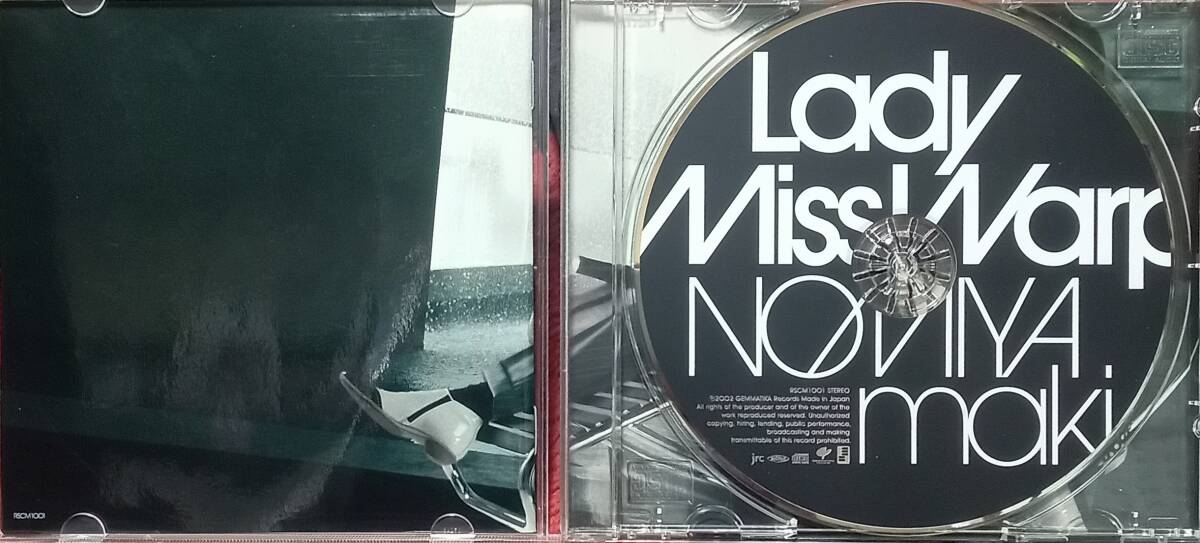 RSCM1001
Lady
Miss Warp
NOMIYA
maki
RSCM1001 STEREO
℗2002 GEMMATIKA Records Made in Japan
All rights of the producer and of the owner of the
work reproduced reserved. Unauthorized
copying, hiring, lending, public performance,
broadcasting and making
transmittable of this record prohibited.
jrc